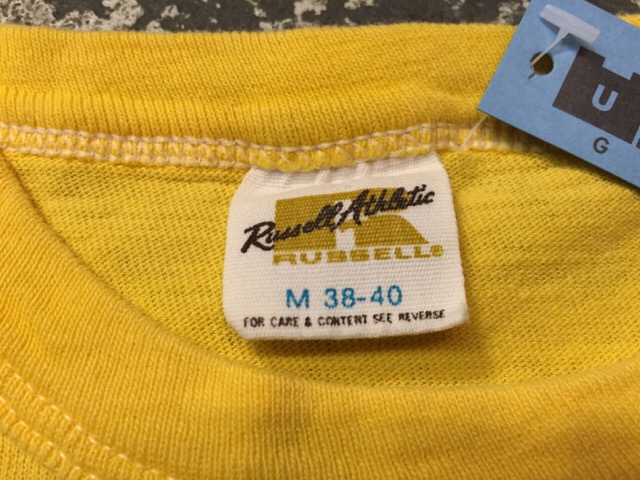 Russell Athletic
RUSSELL®
M 38-40
FOR CARE & CONTENT SEE REVERSE
U
G